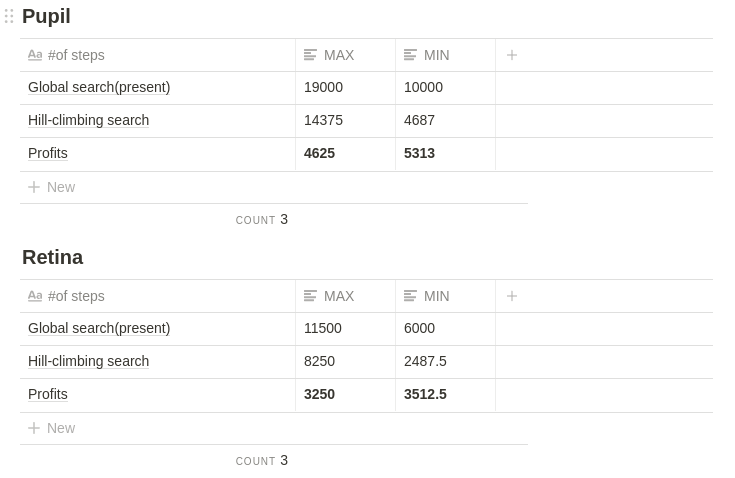 Pupil
Aa #of steps MAX MIN +
Global search(present) 19000 10000
Hill-climbing search 14375 4687
Profits 4625 5313
+ New
COUNT 3
Retina
Aa #of steps MAX MIN +
Global search(present) 11500 6000
Hill-climbing search 8250 2487.5
Profits 3250 3512.5
+ New
COUNT 3